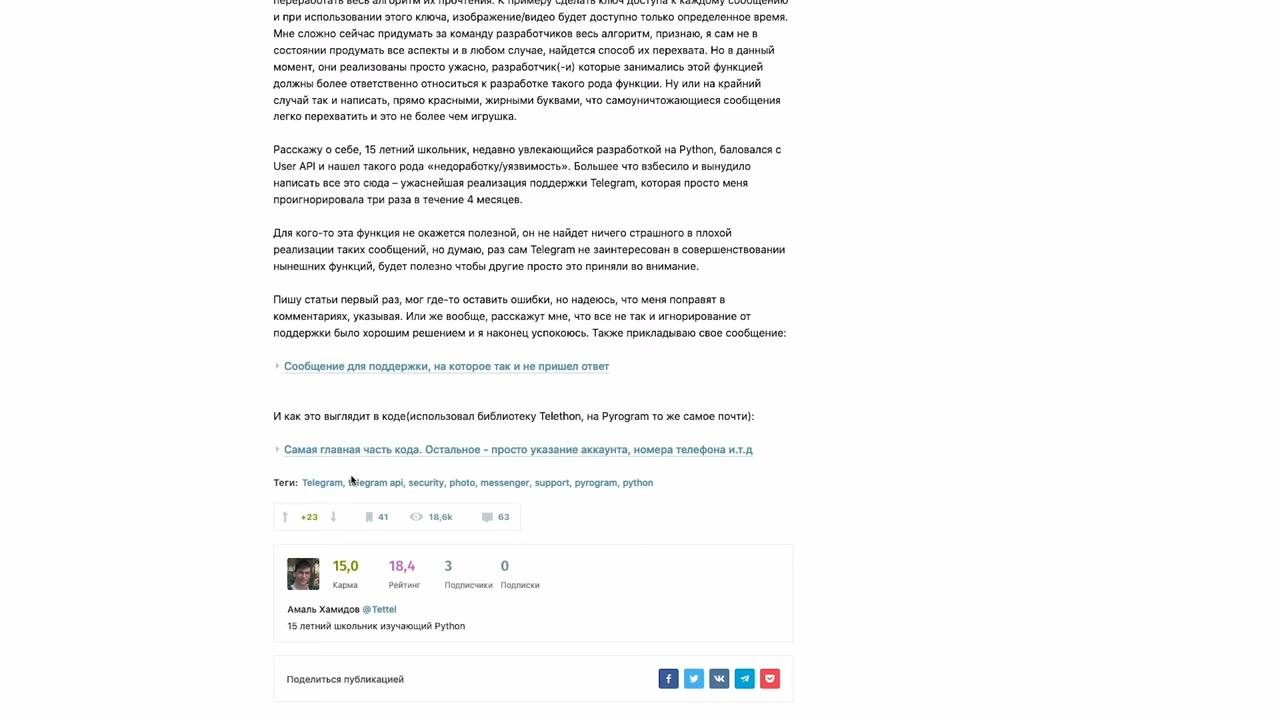 переработать весь алгоритм их прочтения. К примеру сделать ключ доступа к каждому сообщению
и при использовании этого ключа, изображение/видео будет доступно только определенное время.
Мне сложно сейчас придумать за команду разработчиков весь алгоритм, признаю, я сам не в
состоянии продумать все аспекты и в любом случае, найдется способ их перехвата. Но в данный
момент, они реализованы просто ужасно, разработчик(-и) которые занимались этой функцией
должны более ответственно относиться к разработке такого рода функции. Ну или на крайний
случай так и написать, прямо красными, жирными буквами, что самоуничтожающиеся сообщения
легко перехватить и это не более чем игрушка.
Расскажу о себе, 15 летний школьник, недавно увлекающийся разработкой на Python, баловался с
User API и нашел такого рода «недоработку/уязвимость». Большее что взбесило и вынудило
написать все это сюда – ужаснейшая реализация поддержки Telegram, которая просто меня
проигнорировала три раза в течение 4 месяцев.
Для кого-то эта функция не окажется полезной, он не найдет ничего страшного в плохой
реализации таких сообщений, но думаю, раз сам Telegram не заинтересован в совершенствовании
нынешних функций, будет полезно чтобы другие просто это приняли во внимание.
Пишу статьи первый раз, мог где-то оставить ошибки, но надеюсь, что меня поправят в
комментариях, указывая. Или же вообще, расскажут мне, что все не так и игнорирование от
поддержки было хорошим решением и я наконец успокоюсь. Также прикладываю свое сообщение:
Сообщение для поддержки, на которое так и не пришел ответ
И как это выглядит в коде(использовал библиотеку Telethon, на Pyrogram то же самое почти):
Самая главная часть кода. Остальное - просто указание аккаунта, номера телефона и.т.д
Теги: Telegram, telegram api, security, photo, messenger, support, pyrogram, python
+23 41 18,6k 63
15,0 18,4 3 0
Карма Рейтинг Подписчики Подписки
Амаль Хамидов @Tettel
15 летний школьник изучающий Python
Поделиться публикацией